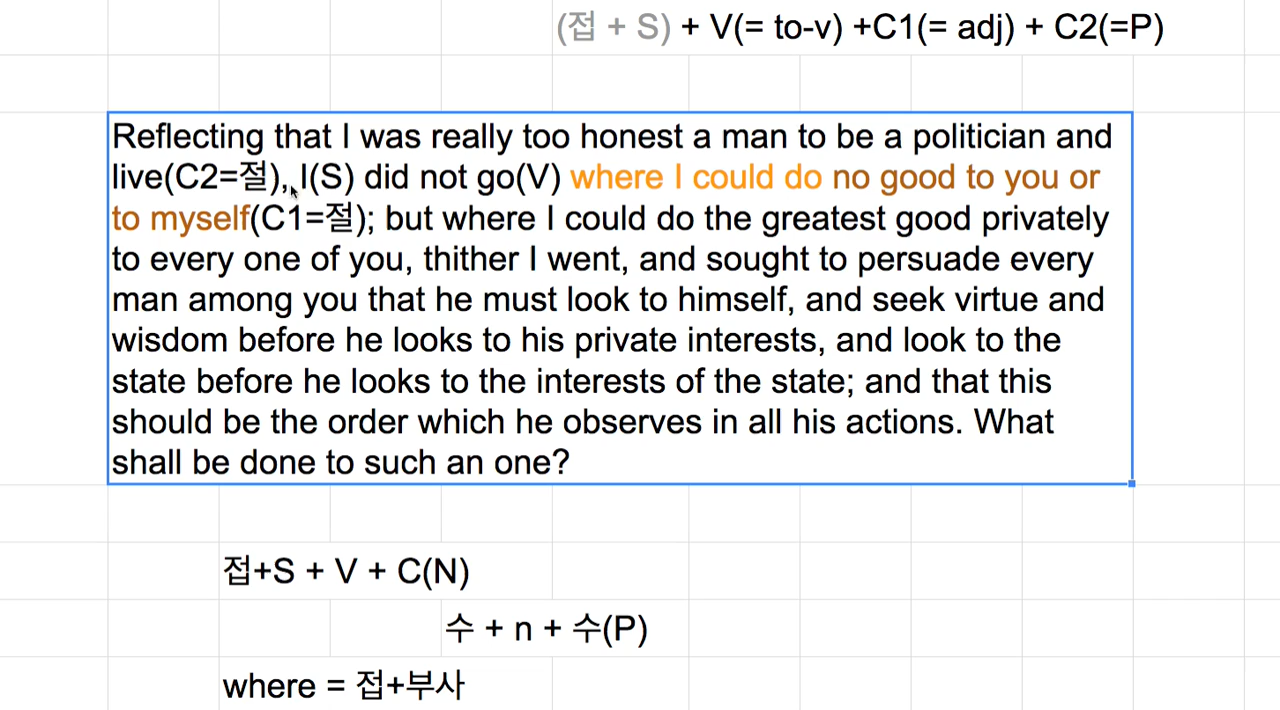 (접 + S) + V(= to-v) +C1(= adj) + C2(=P)
Reflecting that I was really too honest a man to be a politician and
live(C2=절), I(S) did not go(V) where I could do no good to you or
to myself(C1=절); but where I could do the greatest good privately
to every one of you, thither I went, and sought to persuade every
man among you that he must look to himself, and seek virtue and
wisdom before he looks to his private interests, and look to the
state before he looks to the interests of the state; and that this
should be the order which he observes in all his actions. What
shall be done to such an one?
접+S + V + C(N)
수 + n + 수(P)
where = 접+부사